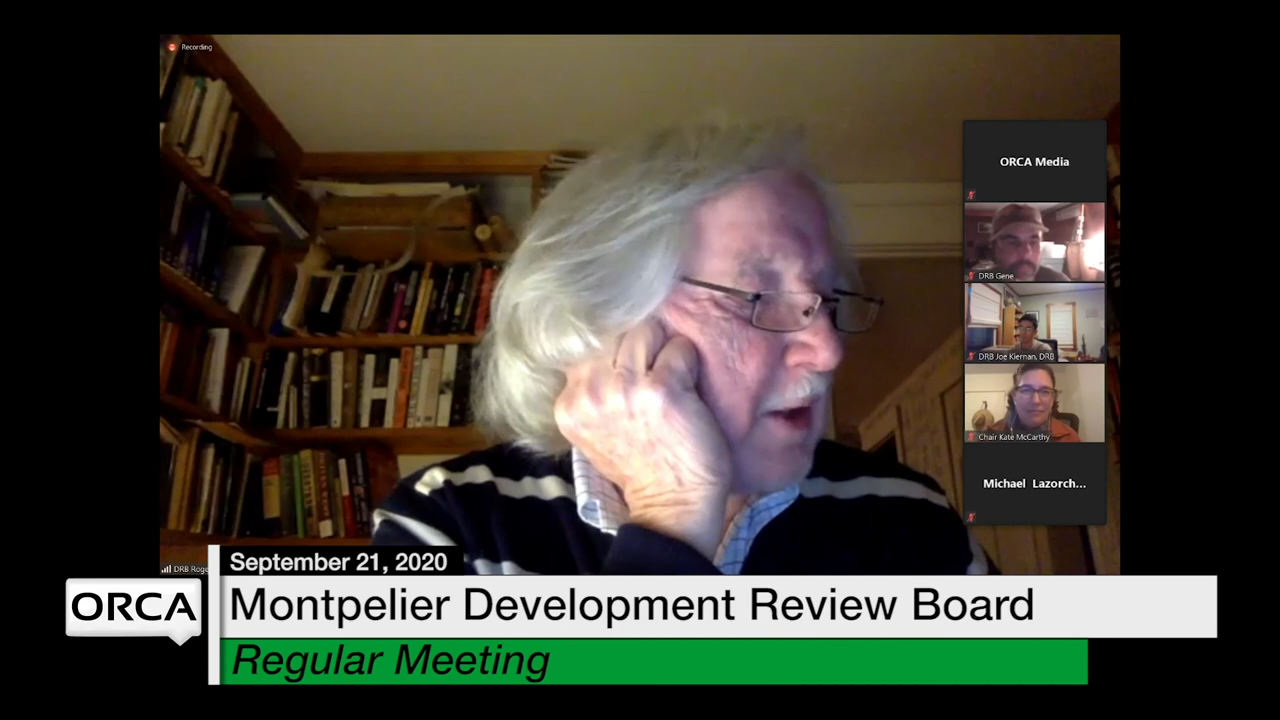 Recording
ORCA Media
DRB Gene
DRB Joe Kiernan, DRB
Chair Kate McCarthy
Michael Lazorch...
DRB Roge
September 21, 2020
ORCA
Montpelier Development Review Board
Regular Meeting